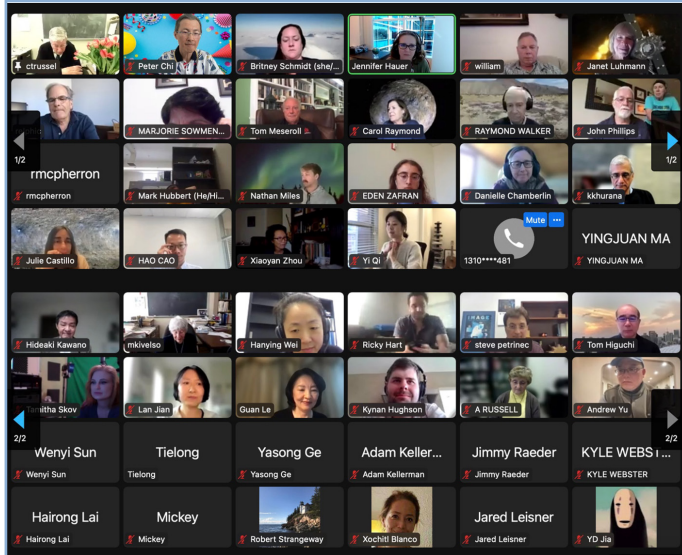 ctrussel
Peter Chi
Britney Schmidt (she/...
Jennifer Hauer
william
Janet Luhmann
MARJORIE SOWMEN...
Tom Meseroll
Carol Raymond
RAYMOND WALKER
John Phillips
1/2
1/2
rmcpherron
rmcpherron
Mark Hubbert (He/Hi...
Nathan Miles
EDEN ZAFRAN
Danielle Chamberlin
kkhurana
Julie Castillo
HAO CAO
Xiaoyan Zhou
Yi Qi
Mute ...
1310****481
YINGJUAN MA
YINGJUAN MA
Hideaki Kawano
mkivelso
Hanying Wei
Ricky Hart
IMAGE
steve petrinec
Tom Higuchi
Tamitha Skov
Lan Jian
Guan Le
Kynan Hughson
A RUSSELL
Andrew Yu
2/2
2/2
Wenyi Sun
Tielong
Yasong Ge
Adam Keller...
Jimmy Raeder
KYLE WEBST...
Wenyi Sun
Tielong
Yasong Ge
Adam Kellerman
Jimmy Raeder
KYLE WEBSTER
Hairong Lai
Mickey
Jared Leisner
Hairong Lai
Mickey
Robert Strangeway
Xochitl Blanco
Jared Leisner
YD Jia